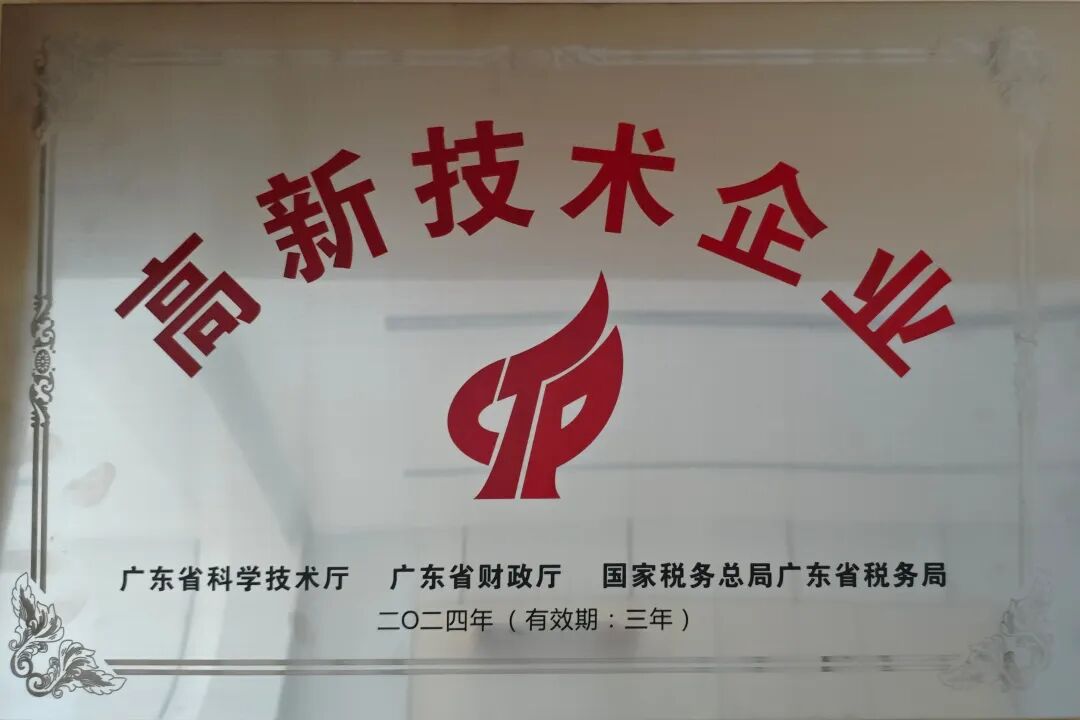 高新技术企业
广东省科学技术厅 广东省财政厅 国家税务总局广东省税务局
二O二四年（有效期：三年）